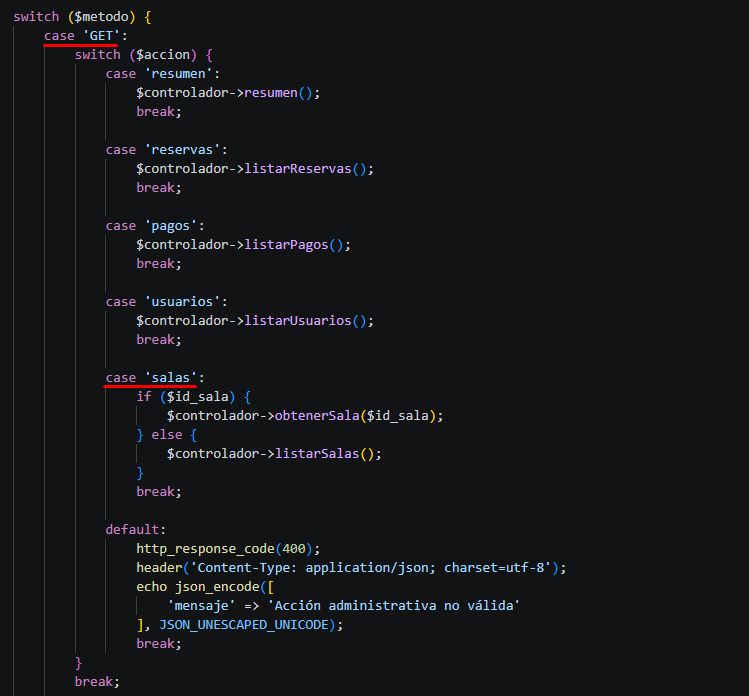 switch ($metodo) {
case 'GET':
switch ($accion) {
case 'resumen':
$controlador->resumen();
break;
case 'reservas':
$controlador->listarReservas();
break;
case 'pagos':
$controlador->listarPagos();
break;
case 'usuarios':
$controlador->listarUsuarios();
break;
case 'salas':
if ($id_sala) {
$controlador->obtenerSala($id_sala);
} else {
$controlador->listarSalas();
}
break;
default:
http_response_code(400);
header('Content-Type: application/json; charset=utf-8');
echo json_encode([
'mensaje' => 'Acción administrativa no válida'
], JSON_UNESCAPED_UNICODE);
break;
}
break;